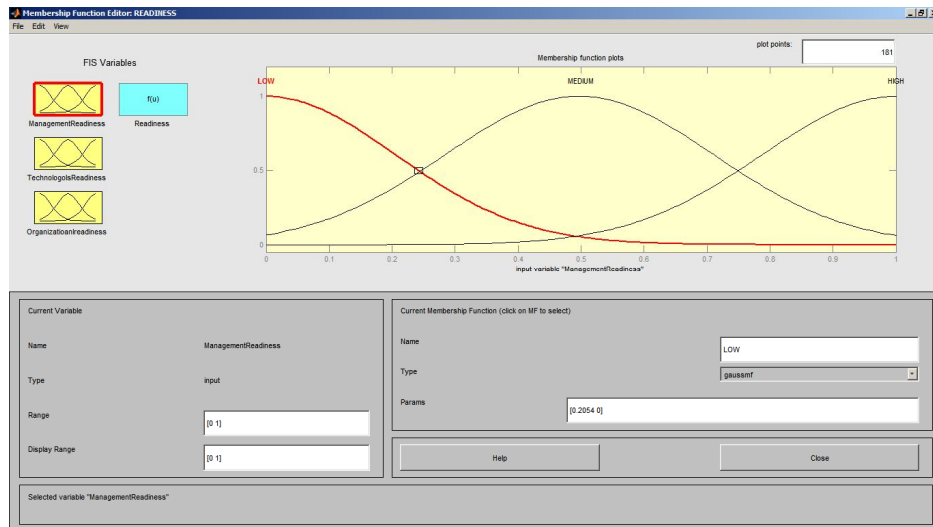 Membership Function Editor: READINESS
File Edit View
FIS Variables
plot points:
181
Membership function plots
LOW
MEDIUM
HIGH
f(u)
ManagementReadiness
Readiness
TechnologolsReadiness
Organizatioanlreadiness
1
0.5
0
0 0.1 0.2 0.3 0.4 0.5 0.6 0.7 0.8 0.9 1
input variable "ManagementReadiness"
Current Variable
Name ManagementReadiness
Type input
Range [0 1]
Display Range [0 1]
Current Membership Function (click on MF to select)
Name LOW
Type gaussmf
Params [0.2054 0]
Help Close
Selected variable "ManagementReadiness"